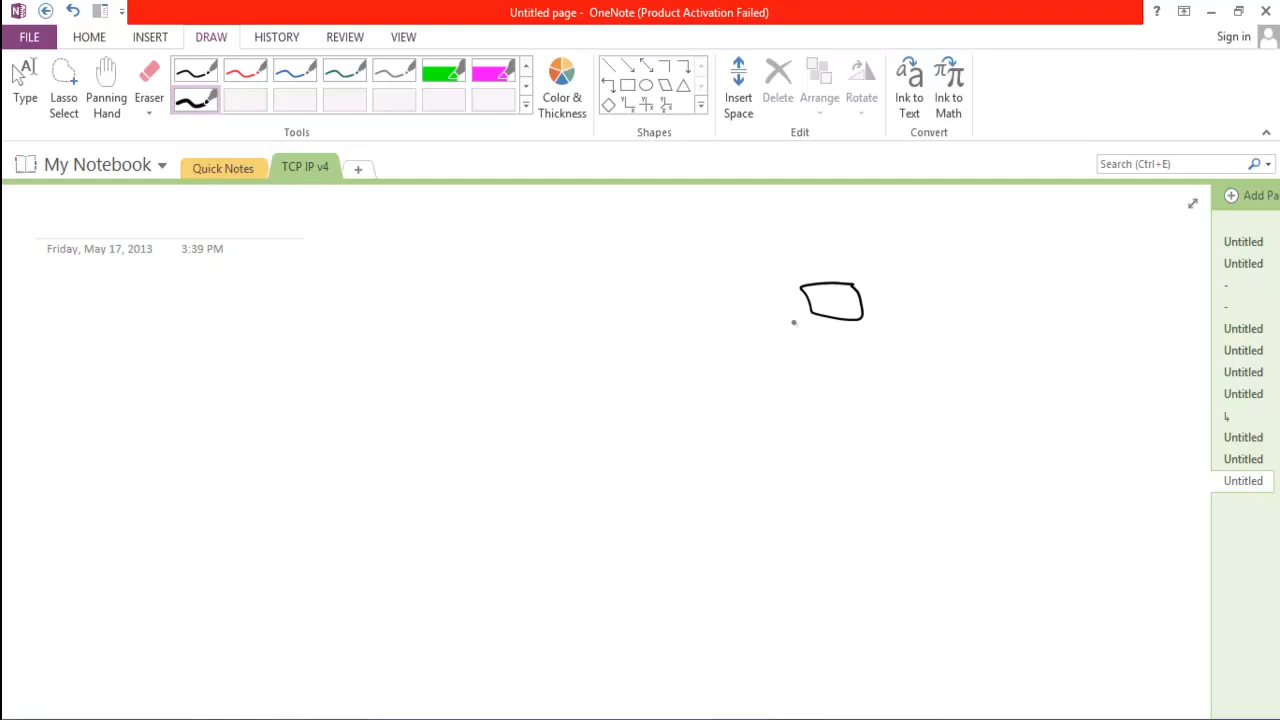 Untitled page - OneNote (Product Activation Failed)
?
FILE HOME INSERT DRAW HISTORY REVIEW VIEW
Sign in
Type
Lasso Select
Panning Hand
Eraser
Color & Thickness
Insert Space
Delete
Arrange
Rotate
Ink to Text
Ink to Math
Tools
Shapes
Edit
Convert
My Notebook
Quick Notes
TCP IP v4
+
Search (Ctrl+E)
Add Pa
Friday, May 17, 2013 3:39 PM
Untitled
Untitled
-
-
Untitled
Untitled
Untitled
Untitled
Untitled
Untitled
Untitled